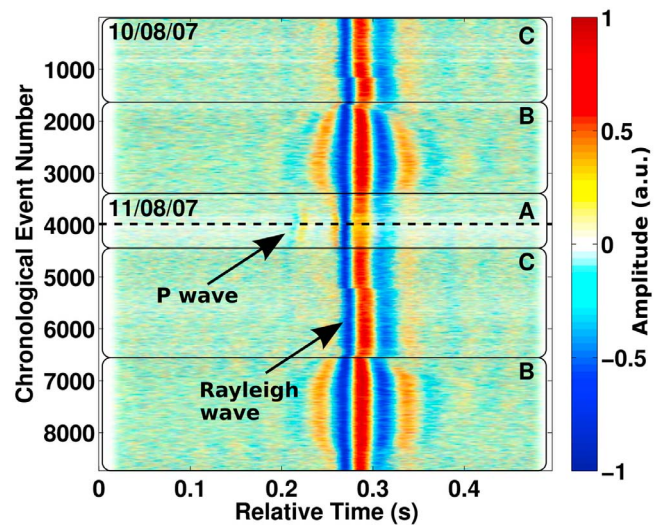 10/08/07
C
B
11/08/07
A
P wave
C
Rayleigh
wave
B
Chronological Event Number
1000
2000
3000
4000
5000
6000
7000
8000
0
0.1
0.2
0.3
0.4
Relative Time (s)
1
0.5
0
−0.5
−1
Amplitude (a.u.)